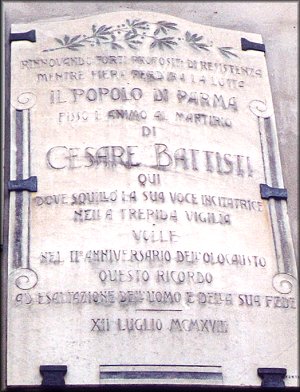 RINNOVANDO FORTI PROPOSITI DI RESISTENZA
MENTRE FIERA PERDURA LA LOTTA
IL POPOLO DI PARMA
FISSO L'ANIMO AL MARTIRIO
DI
CESARE BATTISTI
QUI
DOVE SQUILLÒ LA SUA VOCE INCITATRICE
NELLA TREPIDA VIGILIA
VOLLE
NEL II° ANNIVERSARIO DELL'OLOCAUSTO
QUESTO RICORDO
AD ESALTAZIONE DELL'UOMO E DELLA SUA FEDE
XII LUGLIO MCMXVIII